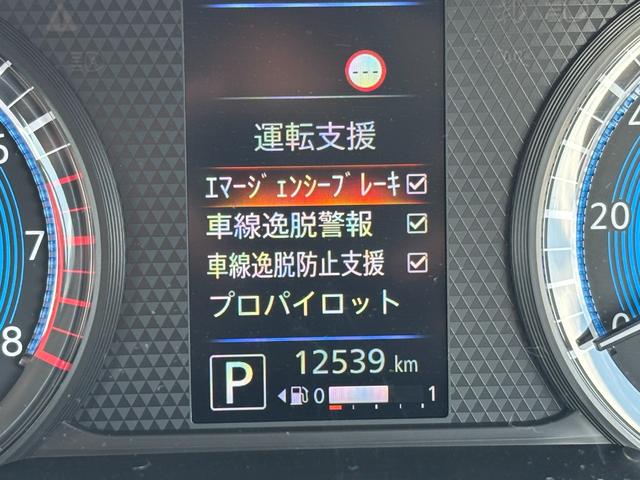 ---
運転支援
エマージェンシーブレーキ
車線逸脱警報
車線逸脱防止支援
プロパイロット
P 12539 km
0 1
6
7
8
20